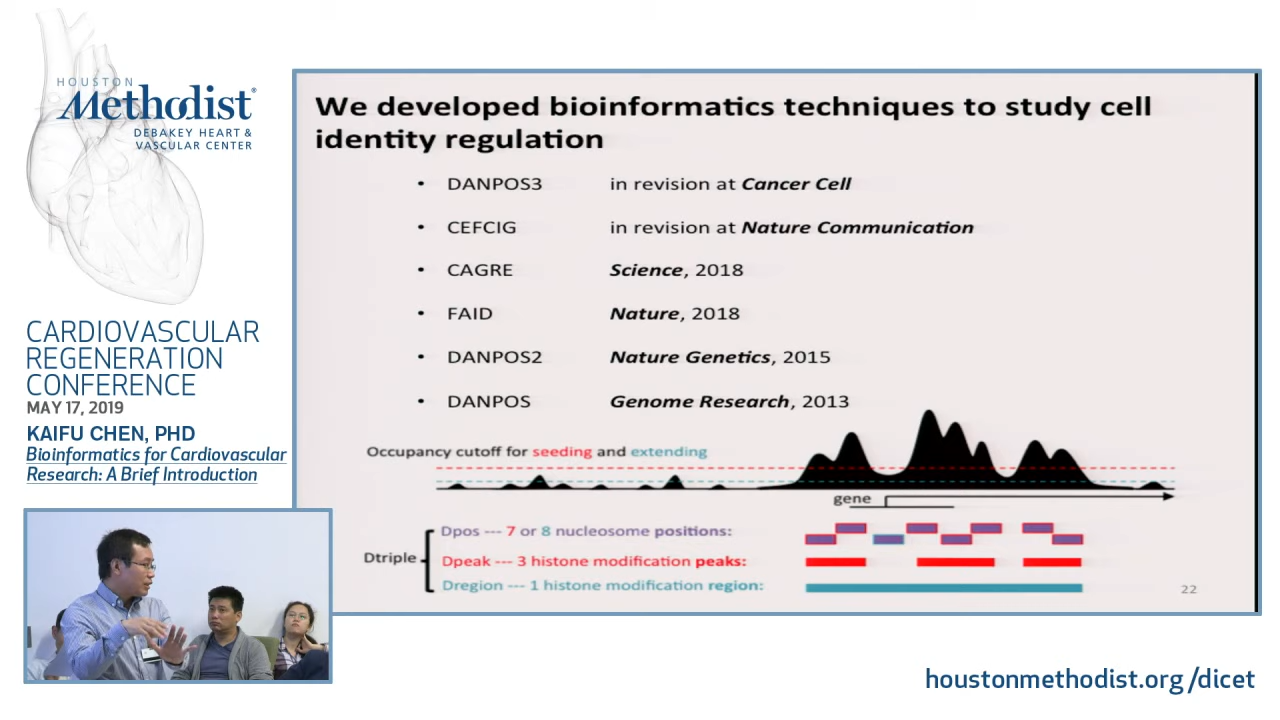 HOUSTON
Methodist®
DEBAKEY HEART &
VASCULAR CENTER
CARDIOVASCULAR
REGENERATION
CONFERENCE
MAY 17, 2019
KAIFU CHEN, PHD
Bioinformatics for Cardiovascular
Research: A Brief Introduction
We developed bioinformatics techniques to study cell
identity regulation
• DANPOS3 in revision at Cancer Cell
• CEFCIG in revision at Nature Communication
• CAGRE Science, 2018
• FAID Nature, 2018
• DANPOS2 Nature Genetics, 2015
• DANPOS Genome Research, 2013
Occupancy cutoff for seeding and extending
gene
Dtriple
Dpos --- 7 or 8 nucleosome positions:
Dpeak --- 3 histone modification peaks:
Dregion --- 1 histone modification region:
22
houstonmethodist.org/dicet